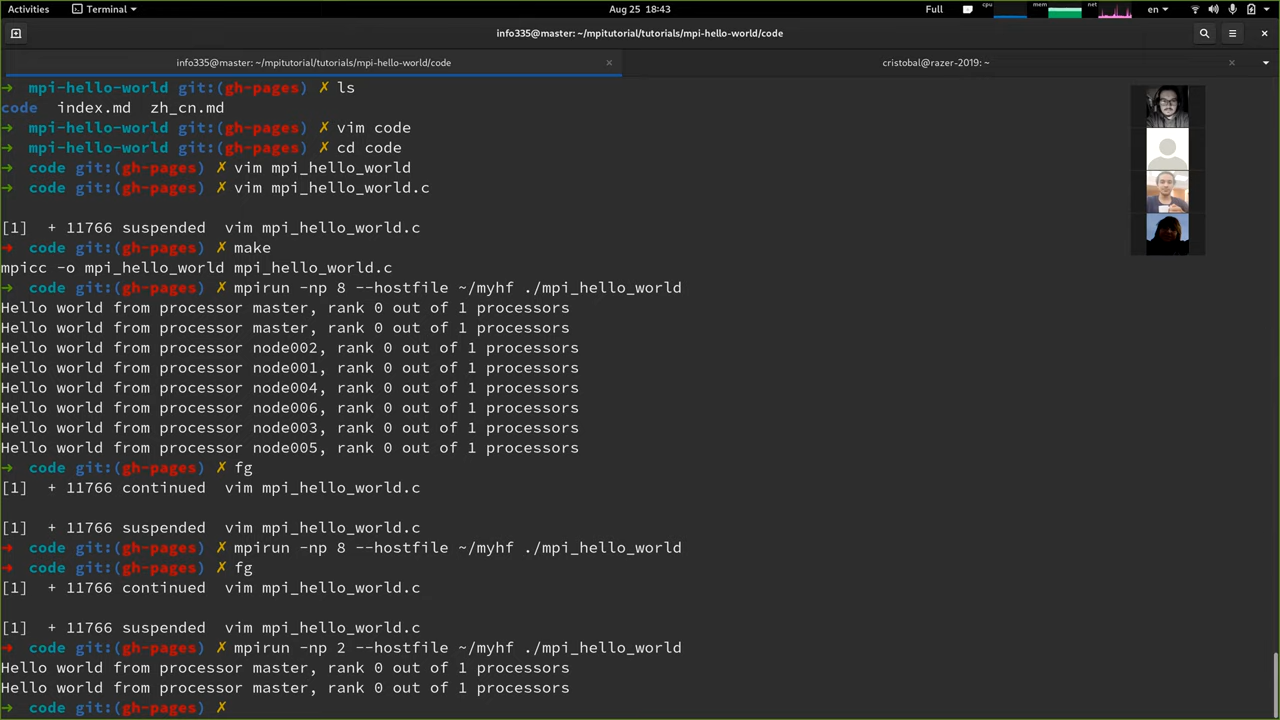 Activities Terminal Aug 25 18:43 Full cpu mem net en
info335@master: ~/mpitutorial/tutorials/mpi-hello-world/code
info335@master: ~/mpitutorial/tutorials/mpi-hello-world/code × cristobal@razer-2019: ~ ×
→ mpi-hello-world git:(gh-pages) ✗ ls
code index.md zh_cn.md
→ mpi-hello-world git:(gh-pages) ✗ vim code
→ mpi-hello-world git:(gh-pages) ✗ cd code
→ code git:(gh-pages) ✗ vim mpi_hello_world
→ code git:(gh-pages) ✗ vim mpi_hello_world.c
[1] + 11766 suspended vim mpi_hello_world.c
→ code git:(gh-pages) ✗ make
mpicc -o mpi_hello_world mpi_hello_world.c
→ code git:(gh-pages) ✗ mpirun -np 8 --hostfile ~/myhf ./mpi_hello_world
Hello world from processor master, rank 0 out of 1 processors
Hello world from processor master, rank 0 out of 1 processors
Hello world from processor node002, rank 0 out of 1 processors
Hello world from processor node001, rank 0 out of 1 processors
Hello world from processor node004, rank 0 out of 1 processors
Hello world from processor node006, rank 0 out of 1 processors
Hello world from processor node003, rank 0 out of 1 processors
Hello world from processor node005, rank 0 out of 1 processors
→ code git:(gh-pages) ✗ fg
[1] + 11766 continued vim mpi_hello_world.c
[1] + 11766 suspended vim mpi_hello_world.c
→ code git:(gh-pages) ✗ mpirun -np 8 --hostfile ~/myhf ./mpi_hello_world
→ code git:(gh-pages) ✗ fg
[1] + 11766 continued vim mpi_hello_world.c
[1] + 11766 suspended vim mpi_hello_world.c
→ code git:(gh-pages) ✗ mpirun -np 2 --hostfile ~/myhf ./mpi_hello_world
Hello world from processor master, rank 0 out of 1 processors
Hello world from processor master, rank 0 out of 1 processors
→ code git:(gh-pages) ✗